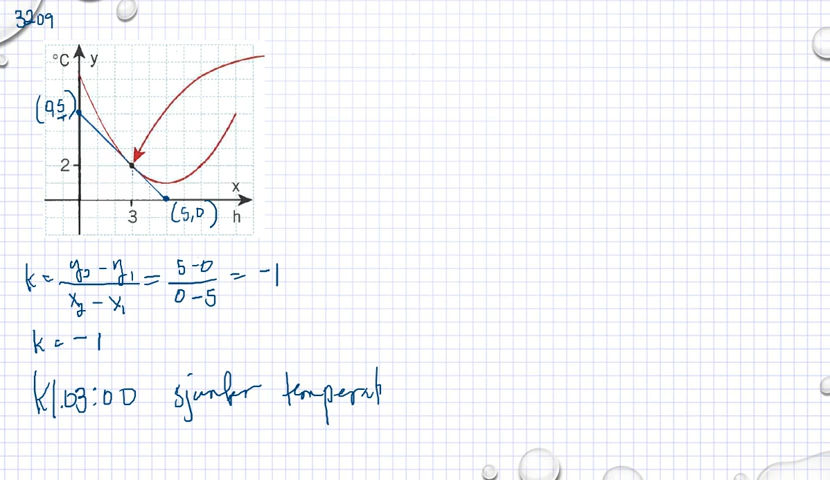 3209
°C y
(0,5)
2
x
3 (5,0) h
k = y₂ - y₁ / x₂ - x₁ = 5-0 / 0-5 = -1
k = -1
Kl.03:00 sjunker temperat